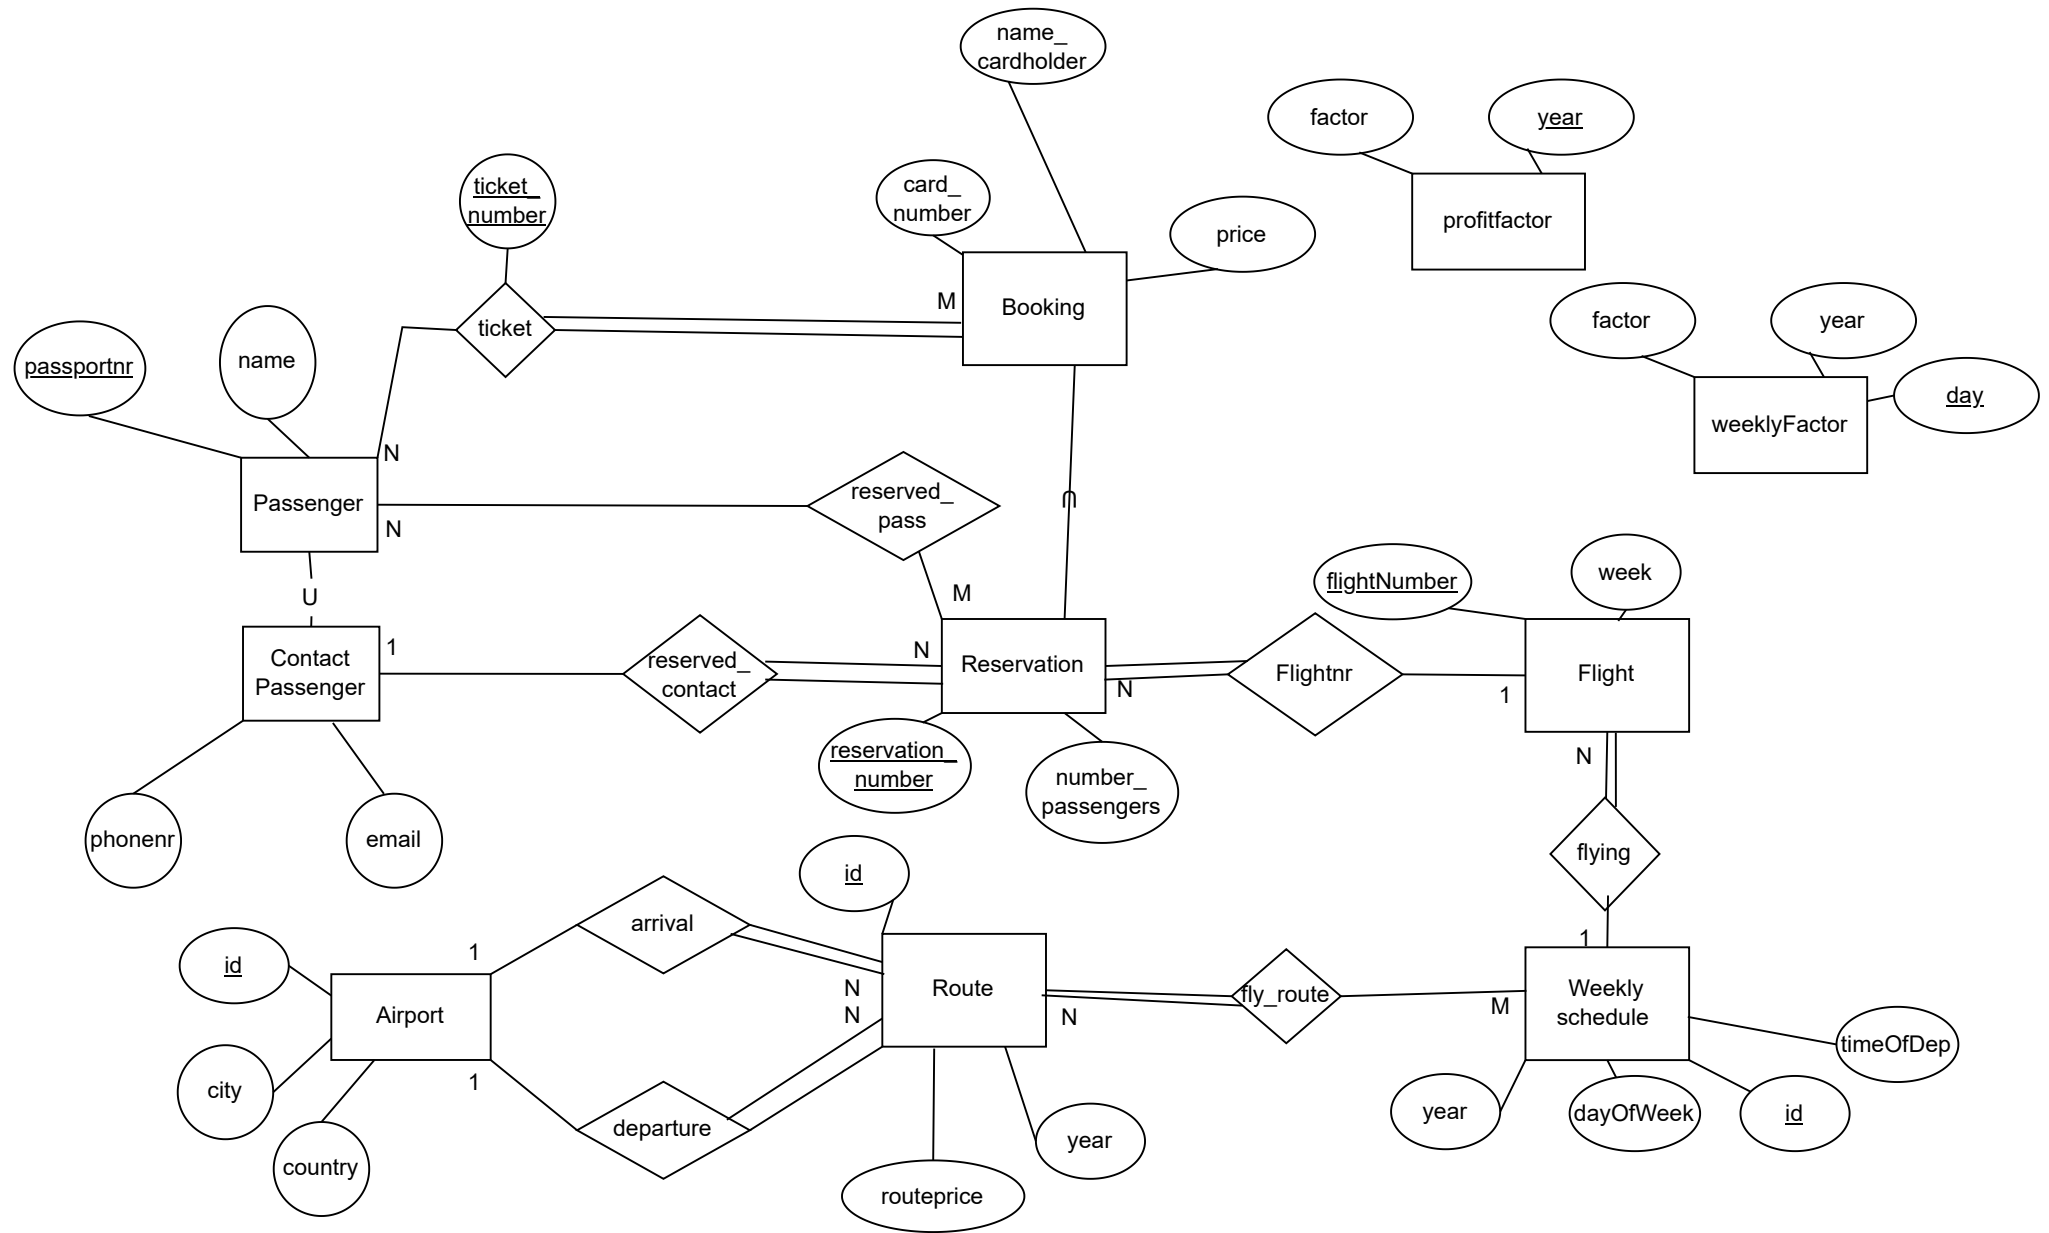 name_
cardholder
factor
year
ticket_
number
card_
number
price
profitfactor
M
Booking
factor
year
ticket
passportnr
name
day
weeklyFactor
N
Passenger
reserved_
pass
N
U
week
flightNumber
U
M
Contact
Passenger
1
reserved_
contact
N
Reservation
N
Flightnr
1
Flight
reservation_
number
number_
passengers
N
phonenr
email
flying
id
arrival
1
1
id
N
Route
fly_route
M
Weekly
schedule
Airport
N
N
timeOfDep
city
1
departure
year
dayOfWeek
id
year
country
routeprice